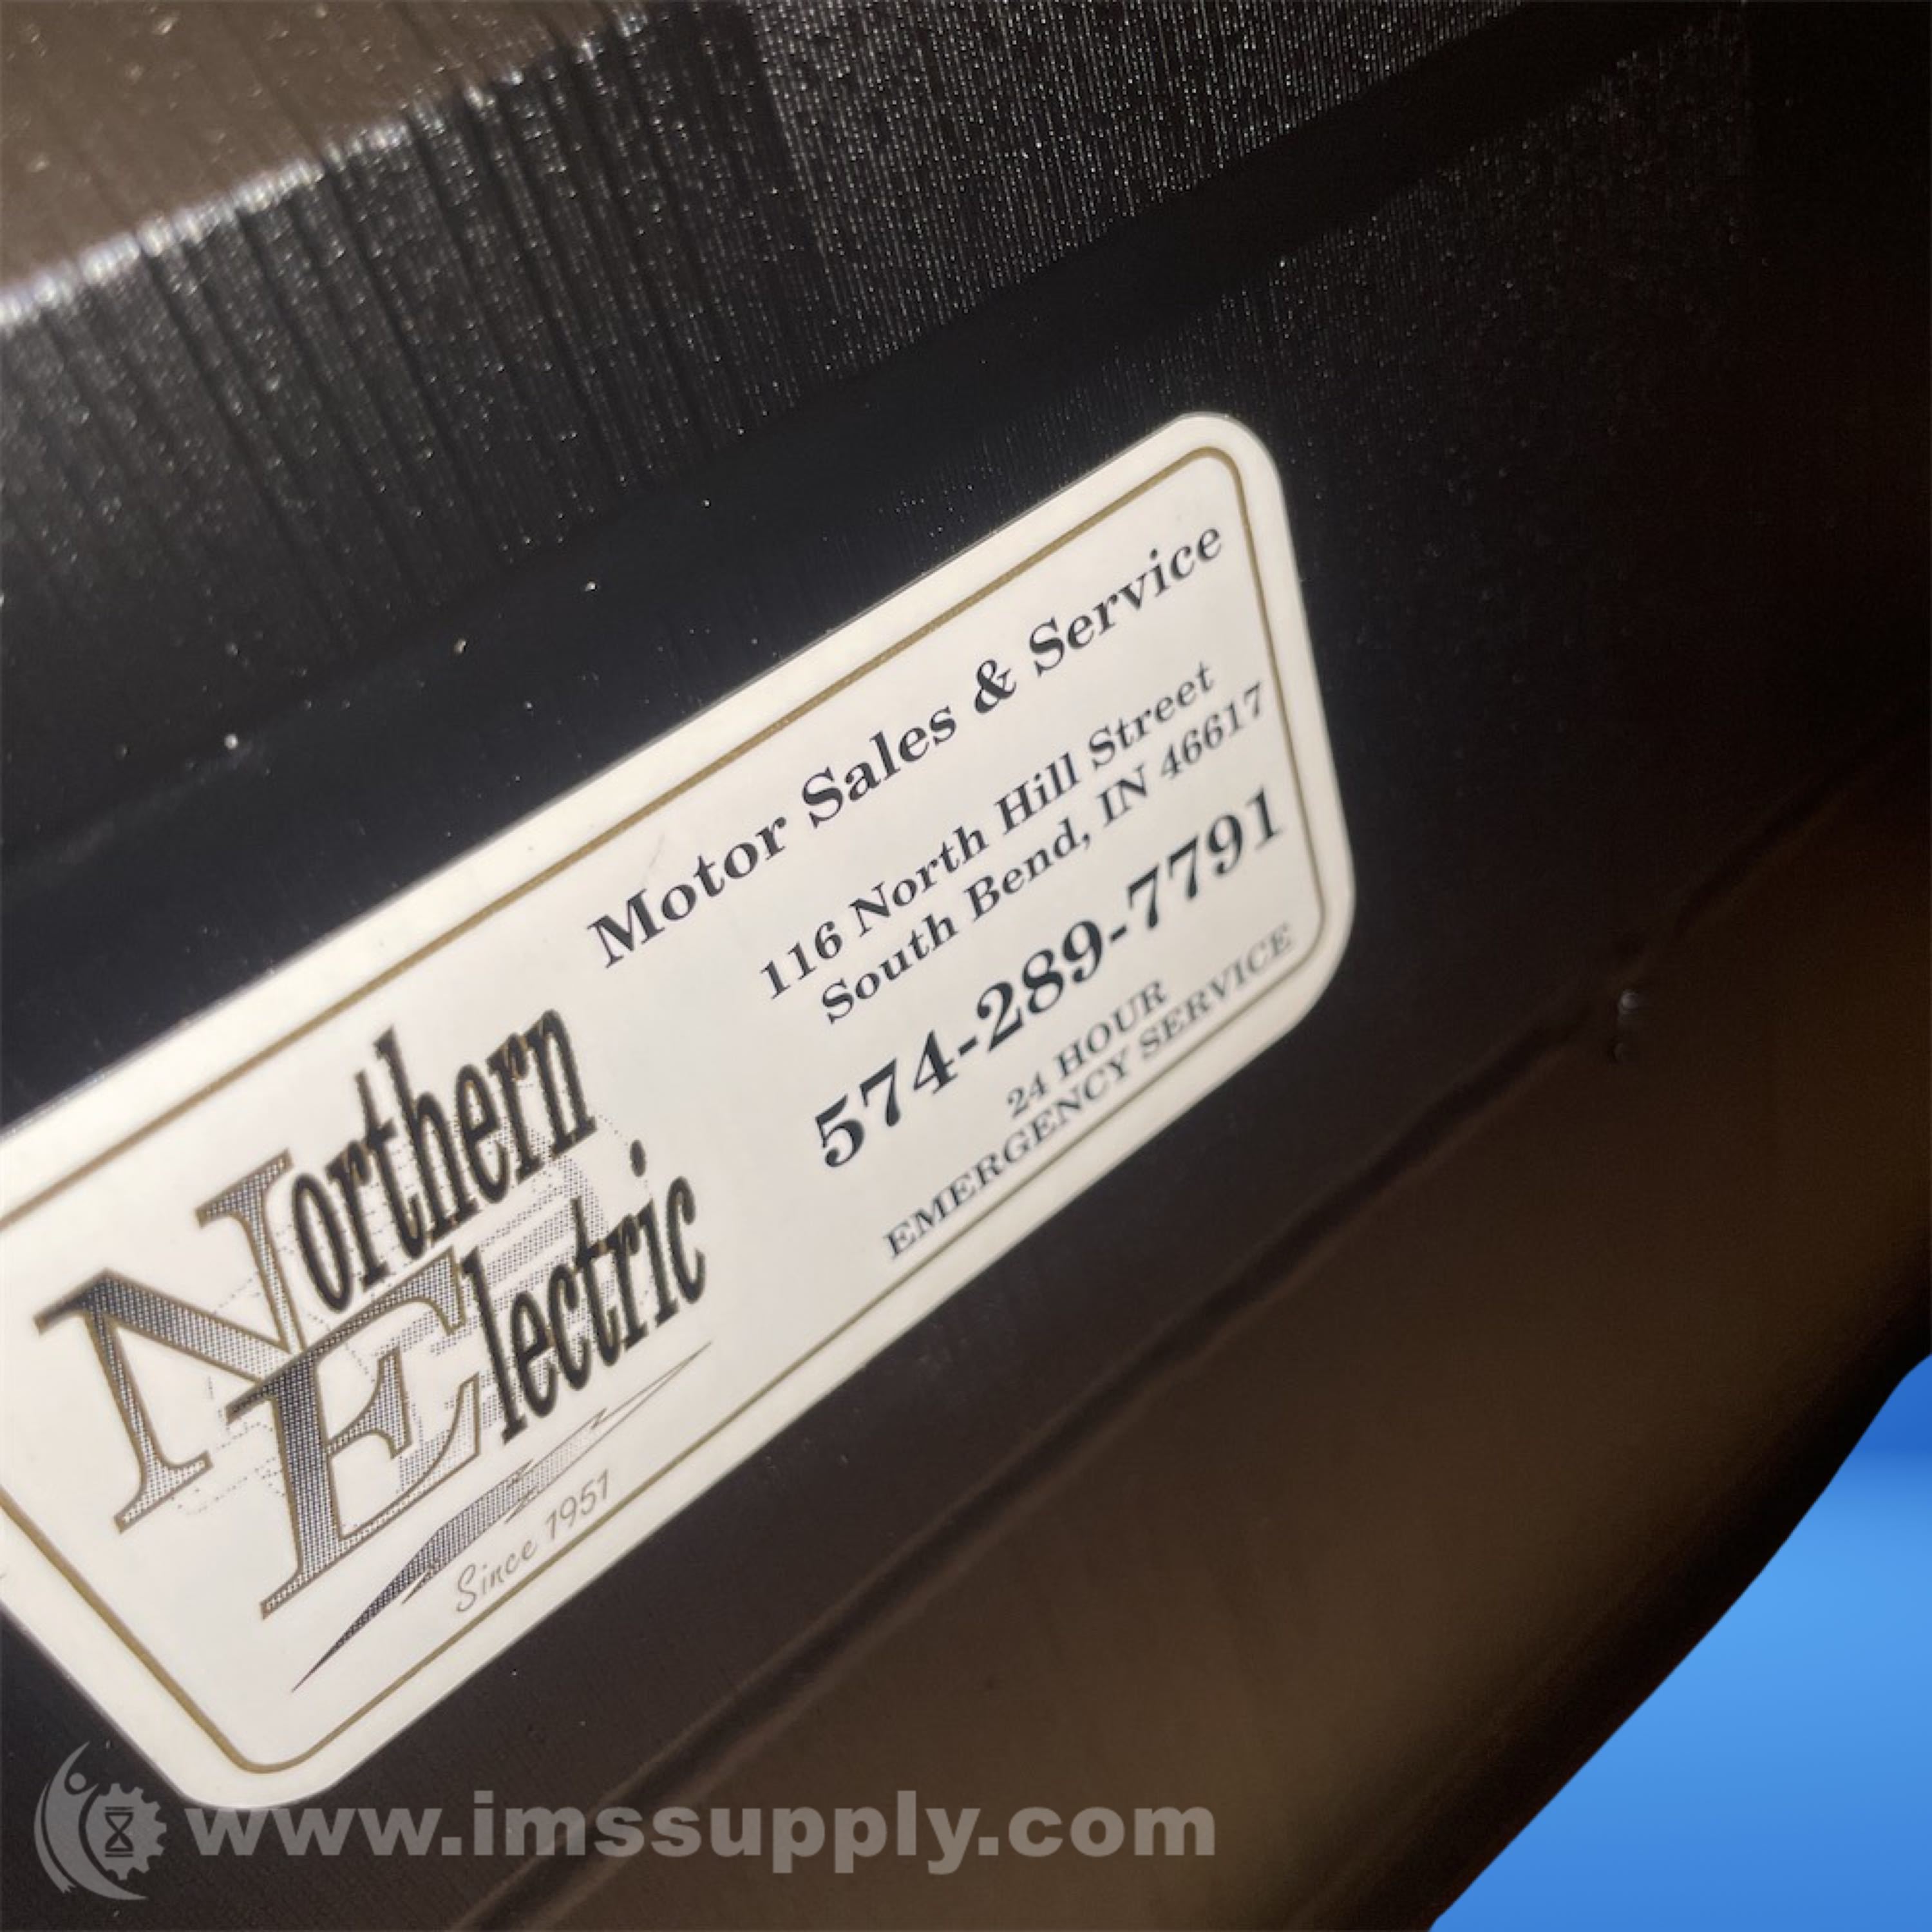 Motor Sales & Service
116 North Hill Street
South Bend, IN 46617
574-289-7791
24 HOUR
EMERGENCY SERVICE
Northern
Electric
Since 1951
www.imssupply.com